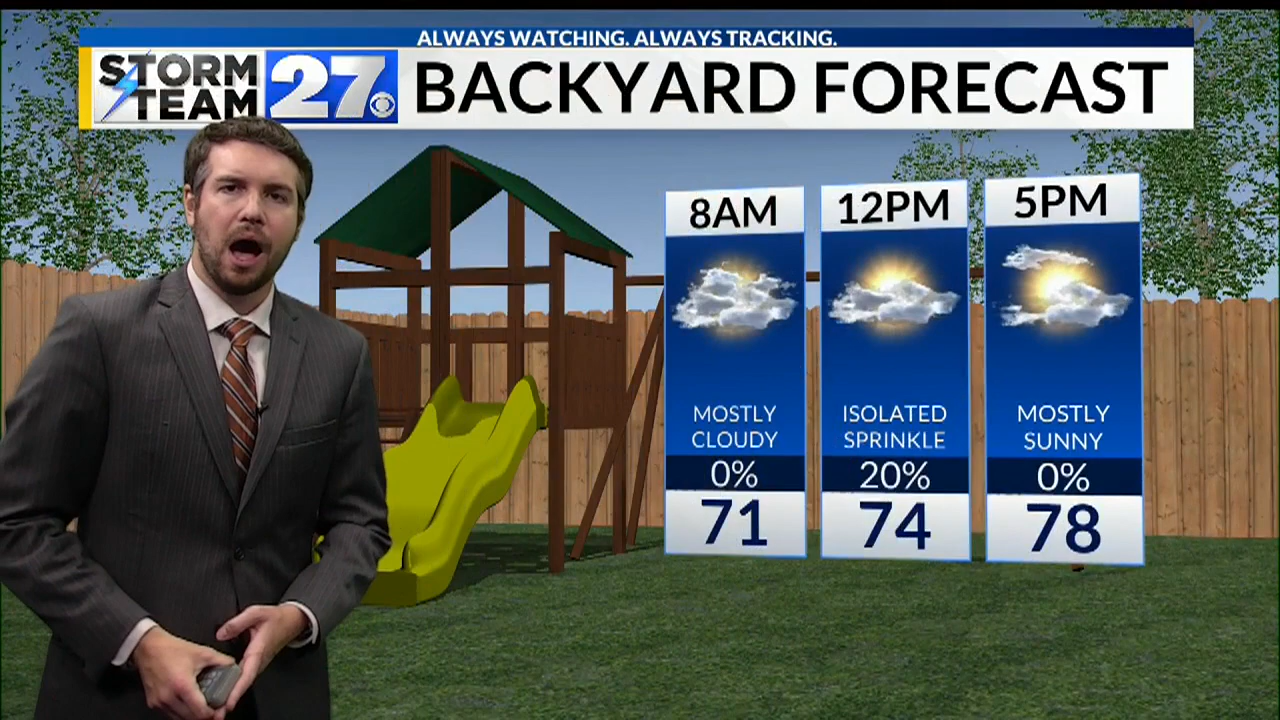 ALWAYS WATCHING. ALWAYS TRACKING.
STORM
TEAM
27
BACKYARD FORECAST
8AM
12PM
5PM
MOSTLY
CLOUDY
ISOLATED
SPRINKLE
MOSTLY
SUNNY
0%
20%
0%
71
74
78